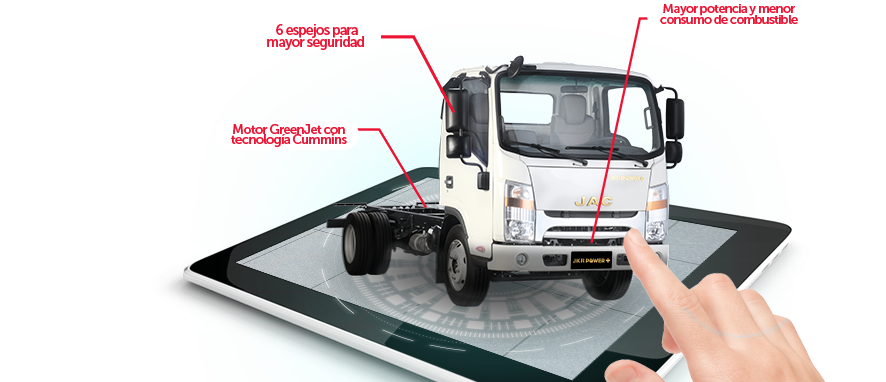 Mayor potencia y menor
consumo de combustible
6 espejos para
mayor seguridad
Motor GreenJet con
tecnología Cummins
JAC
JKR POWER+